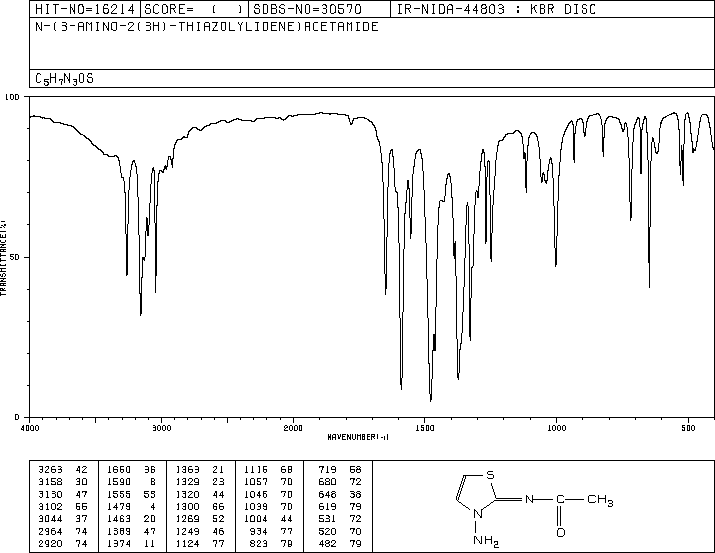 HIT-NO=16214 SCORE= ( ) SDBS-NO=30570 IR-NIDA-44803 : KBR DISC
N-(3-AMINO-2(3H)-THIAZOLYLIDENE)ACETAMIDE
C5H7N3OS
100
50
0
TRANSMITTANCE(%)
4000 3000 2000 1500 1000 500
WAVENUMBER(-1)
3263 42 1650 36 1363 21 1116 68 719 58
3158 30 1590 8 1329 23 1057 70 680 72
3130 47 1555 55 1320 44 1046 70 648 38
3102 55 1479 4 1300 66 1039 70 619 79
3044 37 1463 20 1269 52 1004 44 531 72
2964 74 1389 47 1249 46 934 77 520 70
2920 74 1374 11 1124 77 823 79 482 79
S
N
C
CH3
N
O
NH2